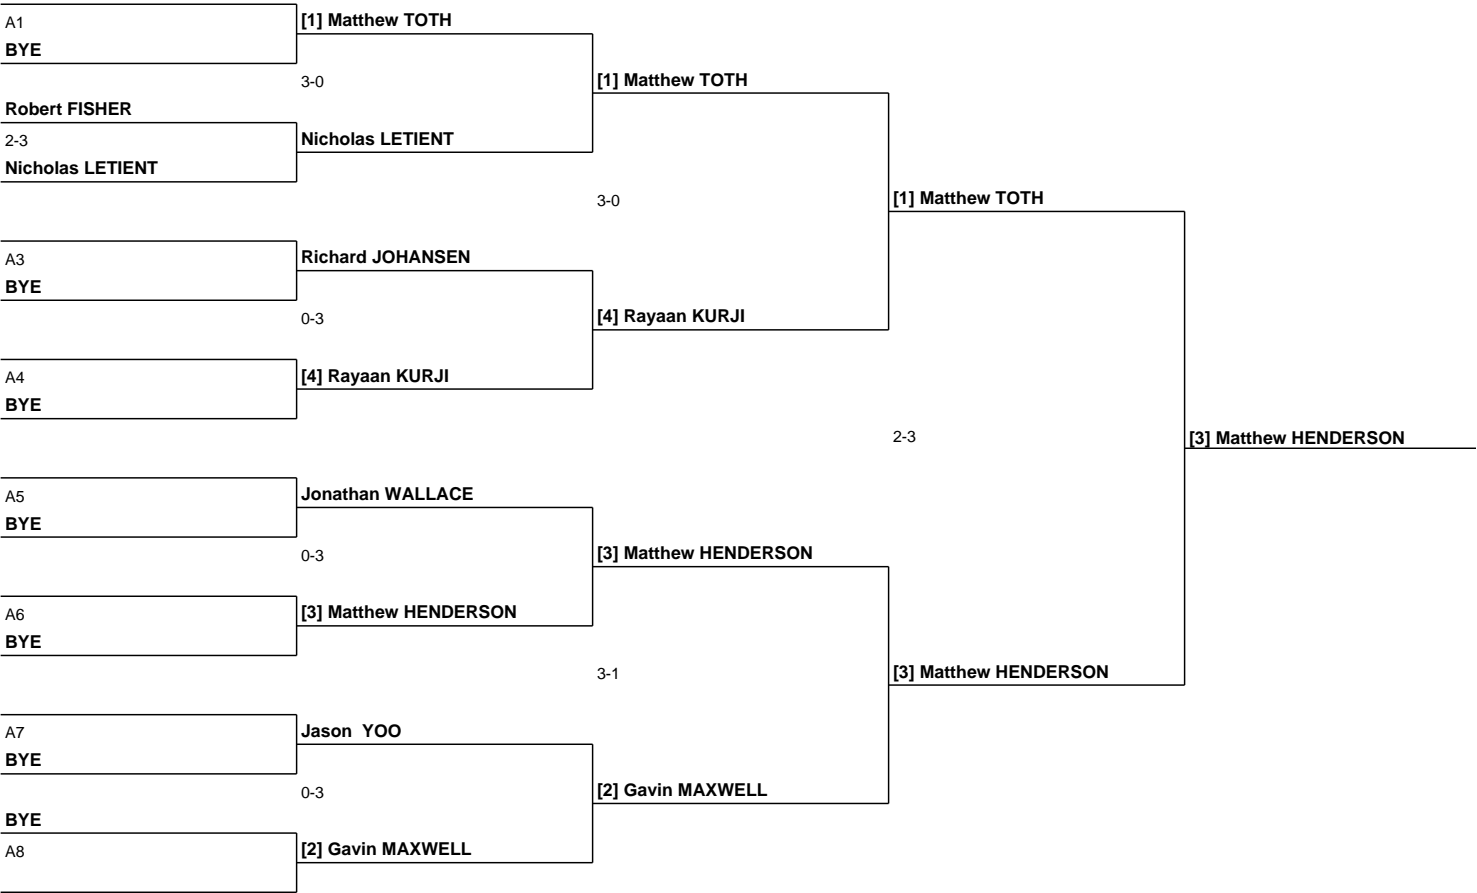 A1
BYE
[1] Matthew TOTH
3-0
Robert FISHER
2-3
Nicholas LETIENT
Nicholas LETIENT
[1] Matthew TOTH
3-0
A3
BYE
Richard JOHANSEN
0-3
A4
BYE
[4] Rayaan KURJI
[4] Rayaan KURJI
[1] Matthew TOTH
2-3
A5
BYE
Jonathan WALLACE
0-3
A6
BYE
[3] Matthew HENDERSON
[3] Matthew HENDERSON
3-1
A7
BYE
Jason  YOO
0-3
BYE
A8
[2] Gavin MAXWELL
[2] Gavin MAXWELL
[3] Matthew HENDERSON
[3] Matthew HENDERSON